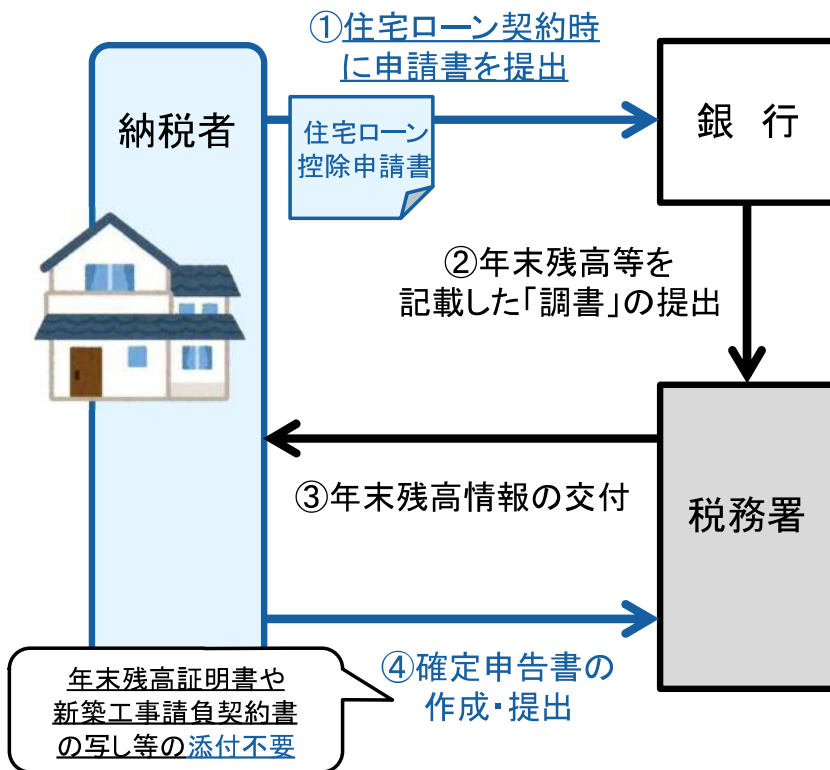 ①住宅ローン契約時
に申請書を提出
納税者
住宅ローン
控除申請書
銀 行
②年末残高等を
記載した「調書」の提出
③年末残高情報の交付
税務署
④確定申告書の
作成・提出
年末残高証明書や
新築工事請負契約書
の写し等の添付不要